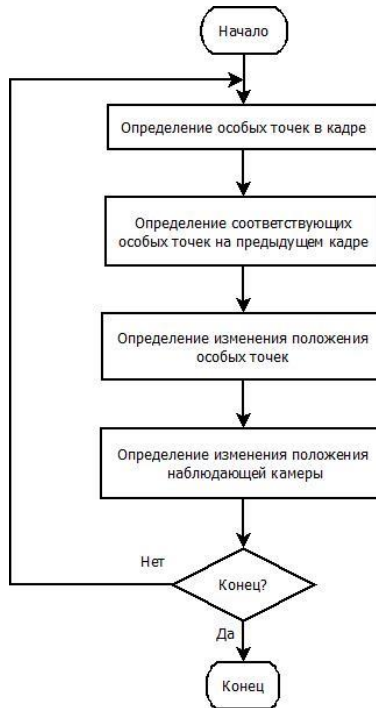 Начало
Определение особых точек в кадре
Определение соответствующих
особых точек на предыдущем кадре
Определение изменения положения
особых точек
Определение изменения положения
наблюдающей камеры
Нет
Конец?
Да
Конец